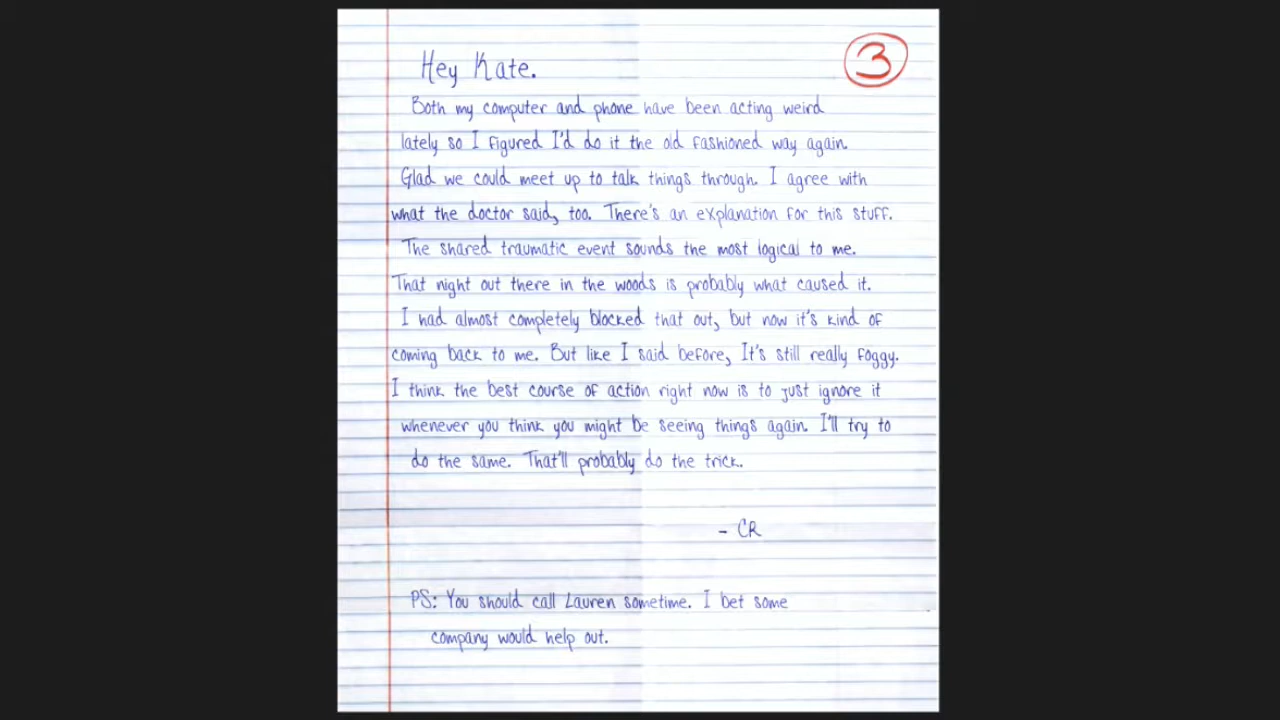 3
Hey Kate.
Both my computer and phone have been acting weird
lately so I figured I'd do it the old fashioned way again.
Glad we could meet up to talk things through. I agree with
what the doctor said, too. There's an explanation for this stuff.
The shared traumatic event sounds the most logical to me.
That night out there in the woods is probably what caused it.
I had almost completely blocked that out, but now it's kind of
coming back to me. But like I said before, It's still really foggy.
I think the best course of action right now is to just ignore it
whenever you think you might be seeing things again. I'll try to
do the same. That'll probably do the trick.
- CR
PS: You should call Lauren sometime. I bet some
company would help out.